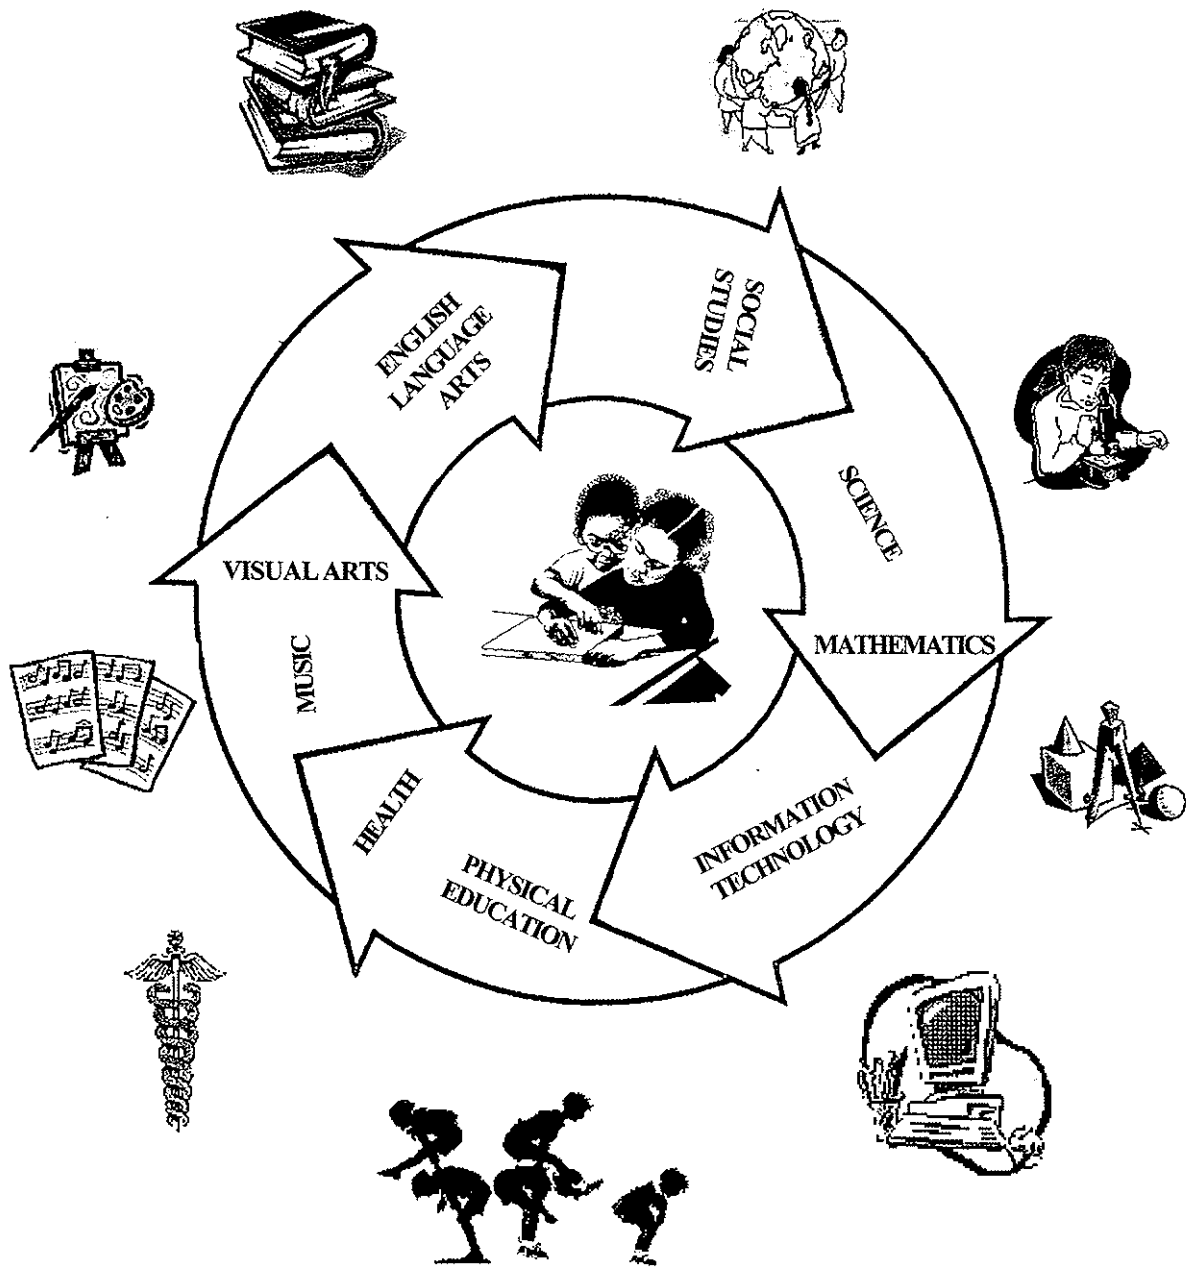 ENGLISH
LANGUAGE
ARTS
SOCIAL
STUDIES
SCIENCE
MATHEMATICS
INFORMATION
TECHNOLOGY
PHYSICAL
EDUCATION
HEALTH
MUSIC
VISUAL ARTS